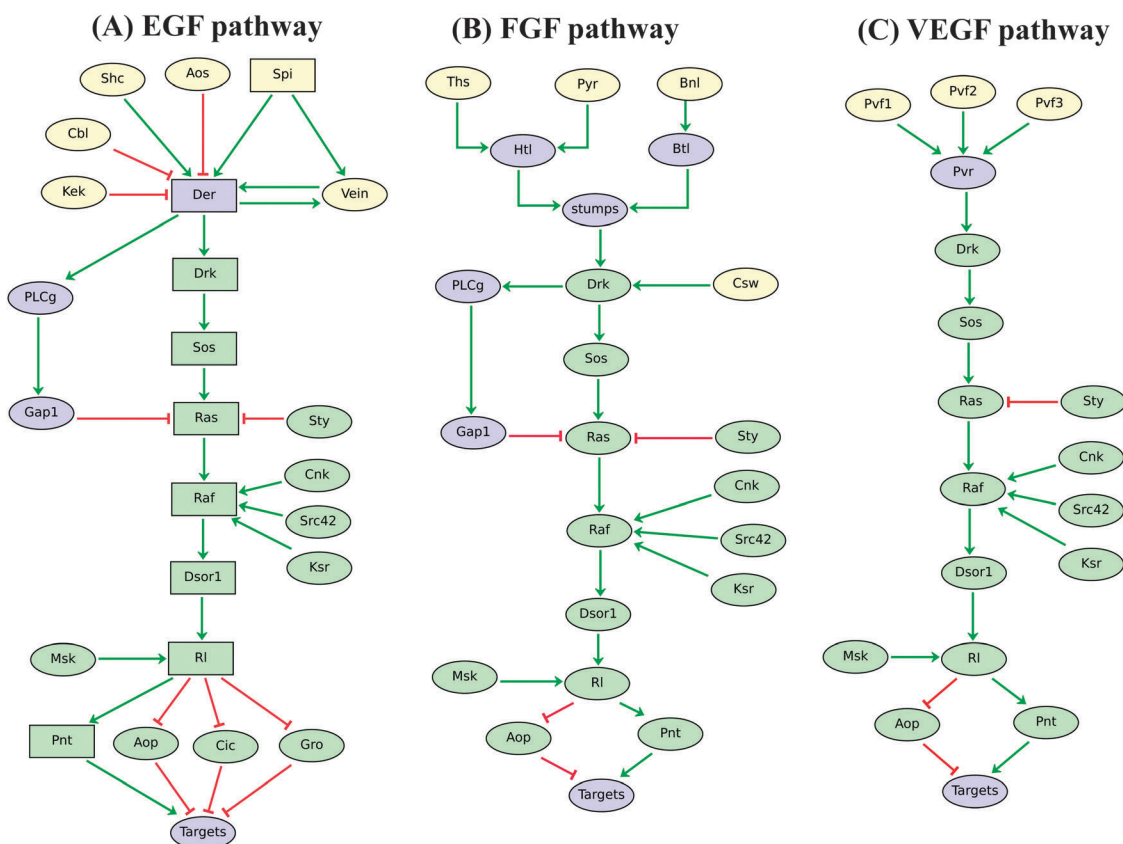 (A) EGF pathway
Shc
Aos
Spi
Cbl
Kek
Der
Vein
Drk
PLCg
Sos
Gap1
Ras
Sty
Cnk
Raf
Src42
Ksr
Dsor1
Msk
Rl
Pnt
Aop
Cic
Gro
Targets
(B) FGF pathway
Ths
Pyr
Bnl
Htl
Btl
stumps
PLCg
Drk
Csw
Sos
Gap1
Ras
Sty
Cnk
Raf
Src42
Ksr
Dsor1
Msk
Rl
Aop
Pnt
Targets
(C) VEGF pathway
Pvf1
Pvf2
Pvf3
Pvr
Drk
Sos
Ras
Sty
Cnk
Raf
Src42
Ksr
Dsor1
Msk
Rl
Aop
Pnt
Targets